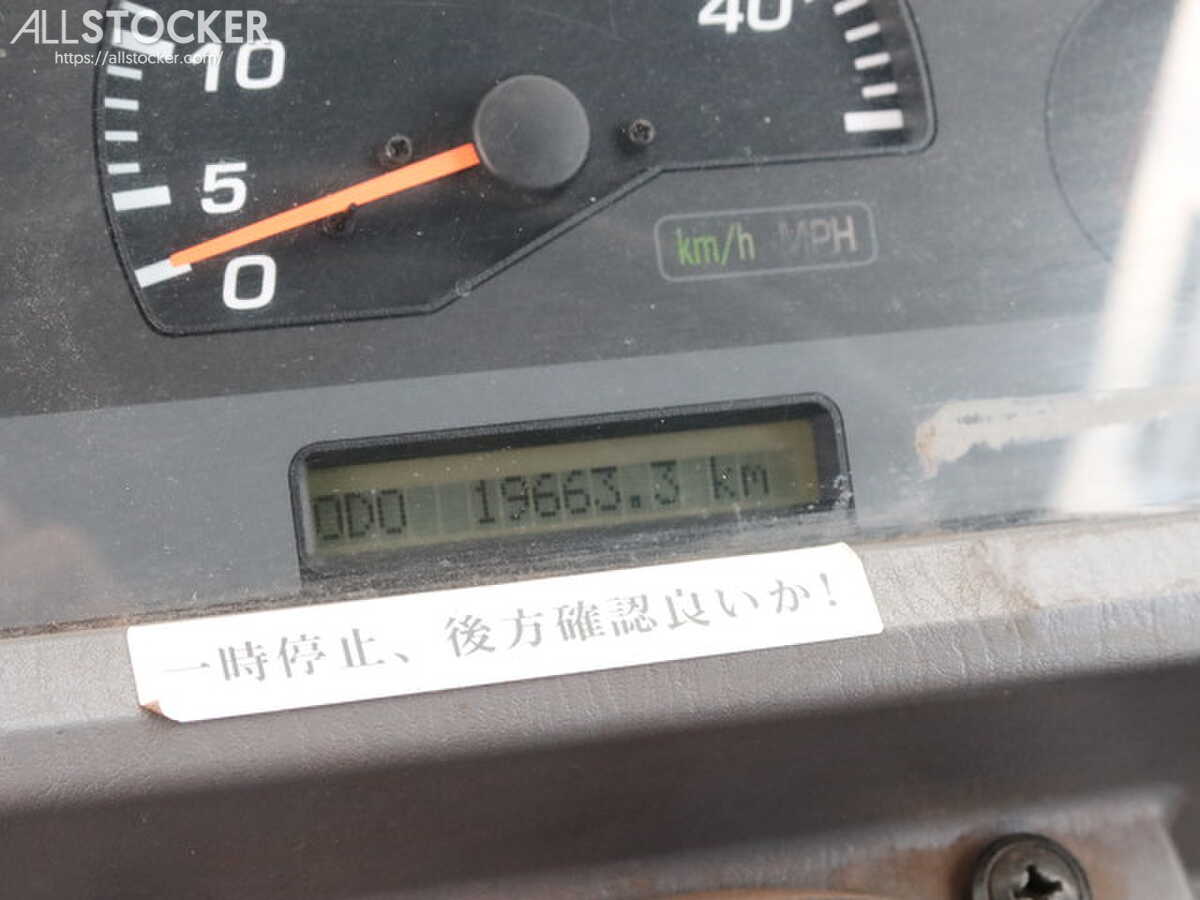 ALLSTOCKER
https://allstocker.com/
10
40
5
0
km/h MPH
ODO 19663.3 km
一時停止、後方確認良いか!